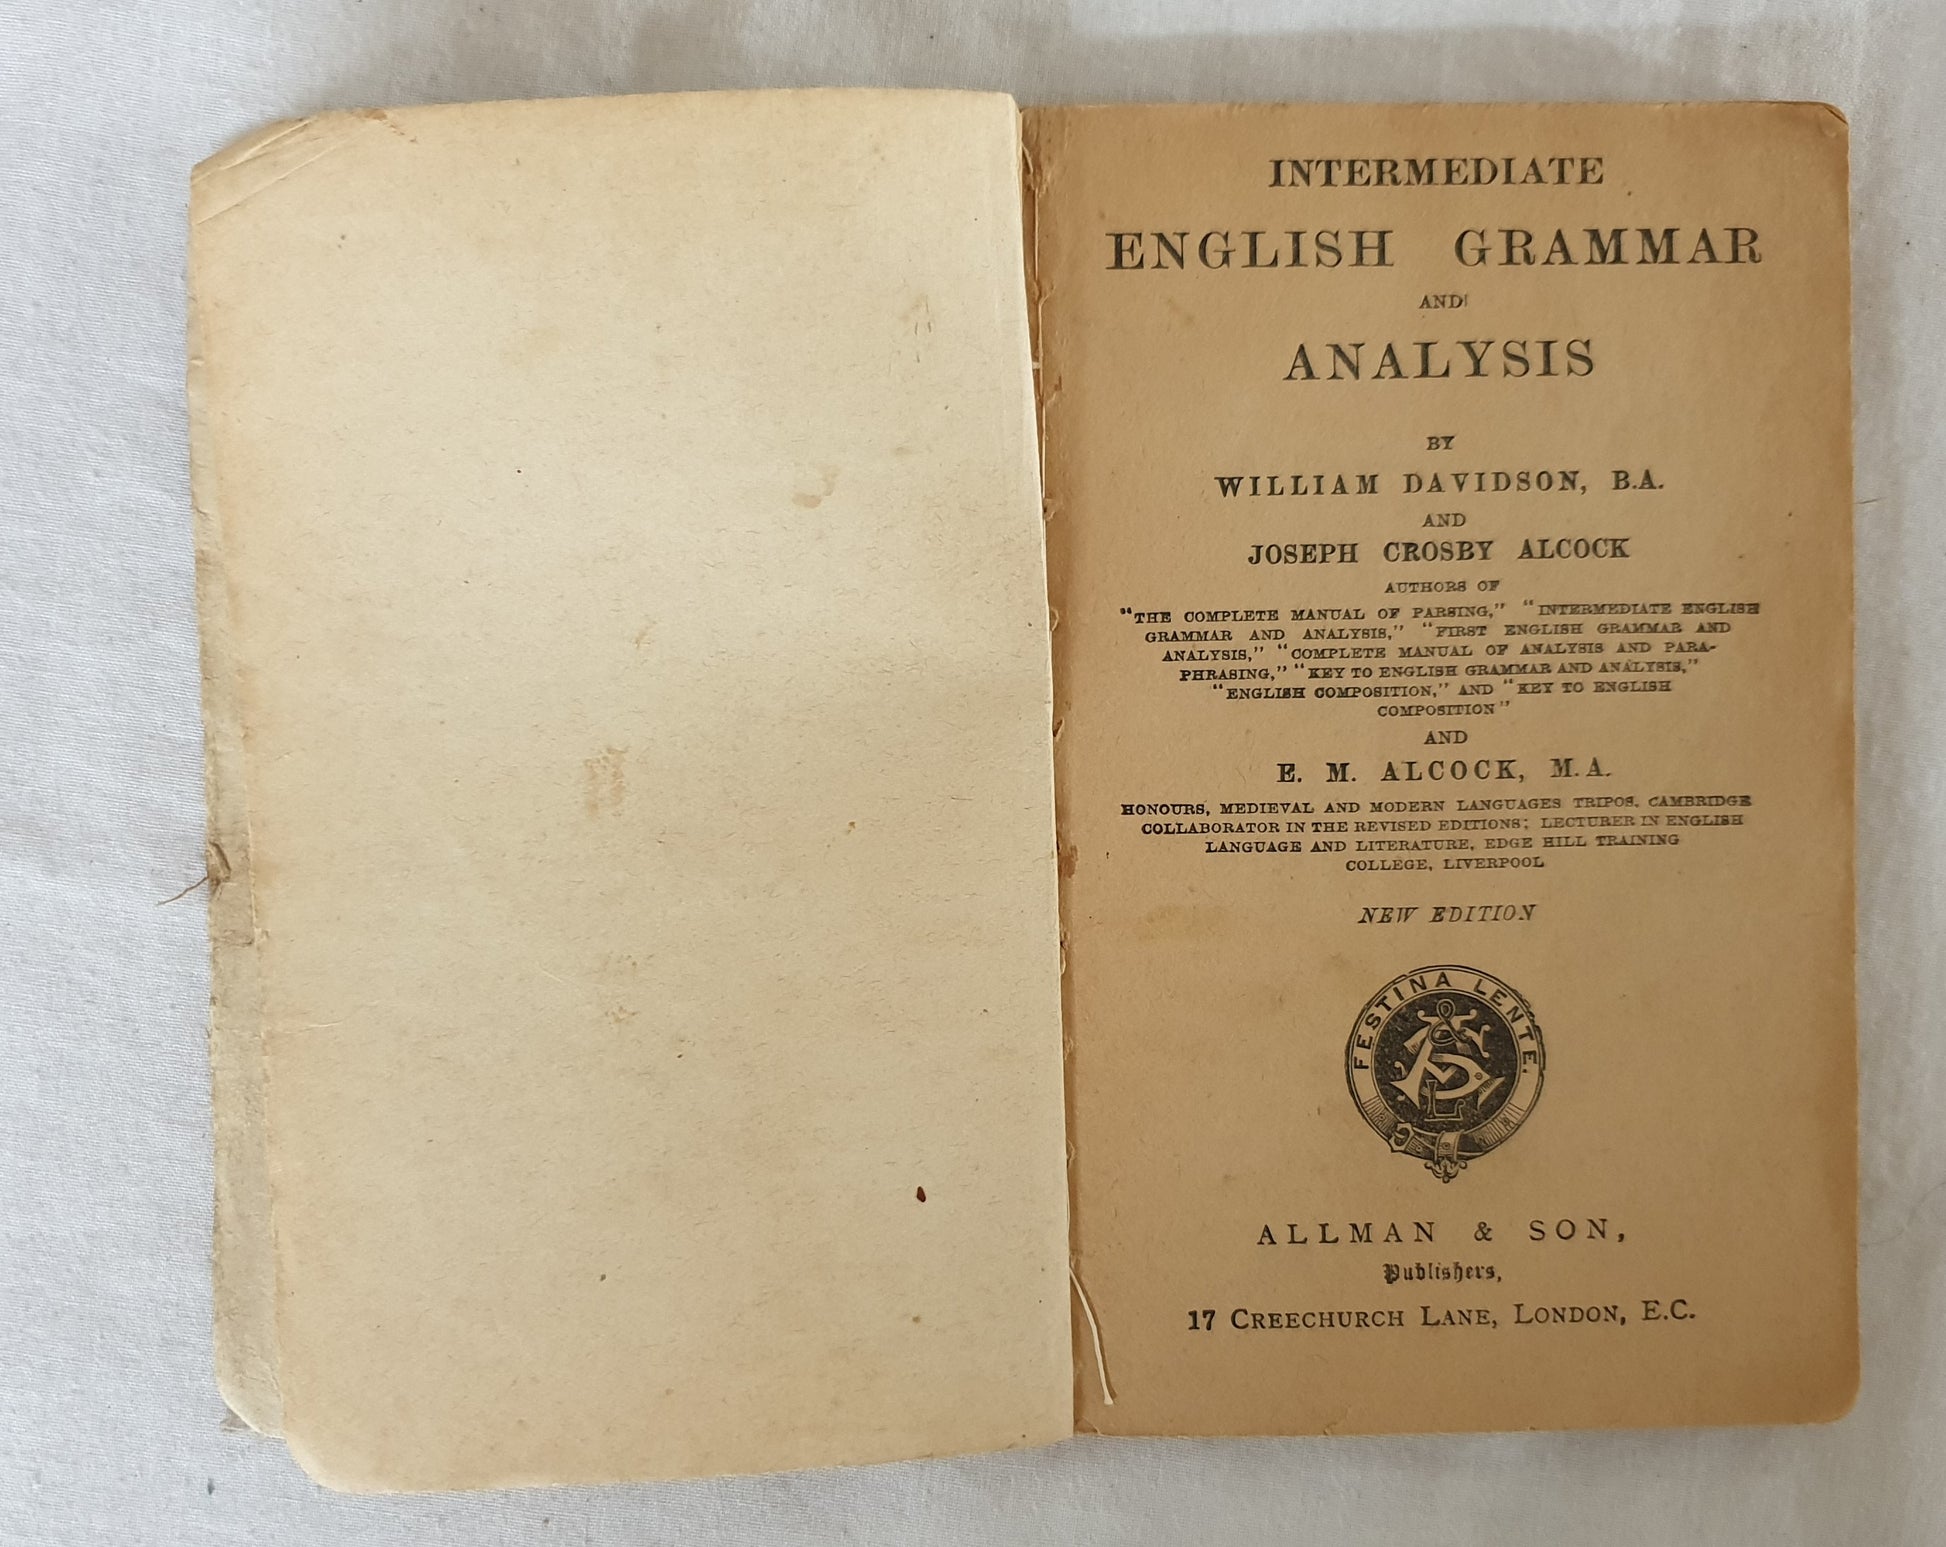 INTERMEDIATE
ENGLISH GRAMMAR
AND
ANALYSIS
BY
WILLIAM DAVIDSON, B.A.
AND
JOSEPH CROSBY ALCOCK
AUTHORS OF
"THE COMPLETE MANUAL OF PARSING," "INTERMEDIATE ENGLISH
GRAMMAR AND ANALYSIS," "FIRST ENGLISH GRAMMAR AND
ANALYSIS," "COMPLETE MANUAL OF ANALYSIS AND PARA-
PHRASING," "KEY TO ENGLISH GRAMMAR AND ANALYSIS,"
"ENGLISH COMPOSITION," AND "KEY TO ENGLISH
COMPOSITION"
AND
E. M. ALCOCK, M.A.
HONOURS, MEDIEVAL AND MODERN LANGUAGES TRIPOS, CAMBRIDGE
COLLABORATOR IN THE REVISED EDITIONS; LECTURER IN ENGLISH
LANGUAGE AND LITERATURE, EDGE HILL TRAINING
COLLEGE, LIVERPOOL
NEW EDITION
FESTINA LENTE.
ALLMAN & SON,
Publishers,
17 CREECHURCH LANE, LONDON, E.C.